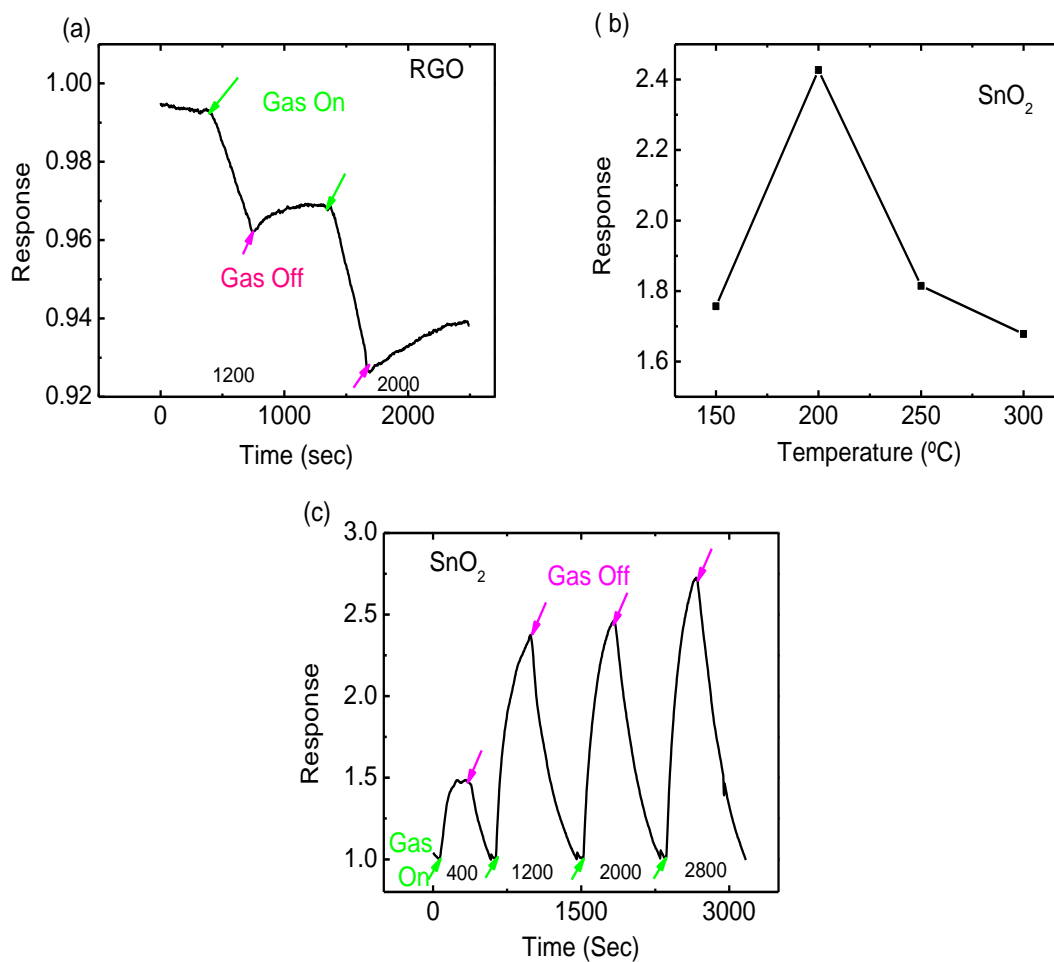 (a)
RGO
Gas On
Gas Off
1200
2000
Response
1.00
0.98
0.96
0.94
0.92
0
1000
2000
Time (sec)
( b)
SnO2
Response
2.4
2.2
2.0
1.8
1.6
150
200
250
300
Temperature (ºC)
(c)
SnO2
Gas Off
Gas
On
400
1200
2000
2800
Response
3.0
2.5
2.0
1.5
1.0
0
1500
3000
Time (Sec)